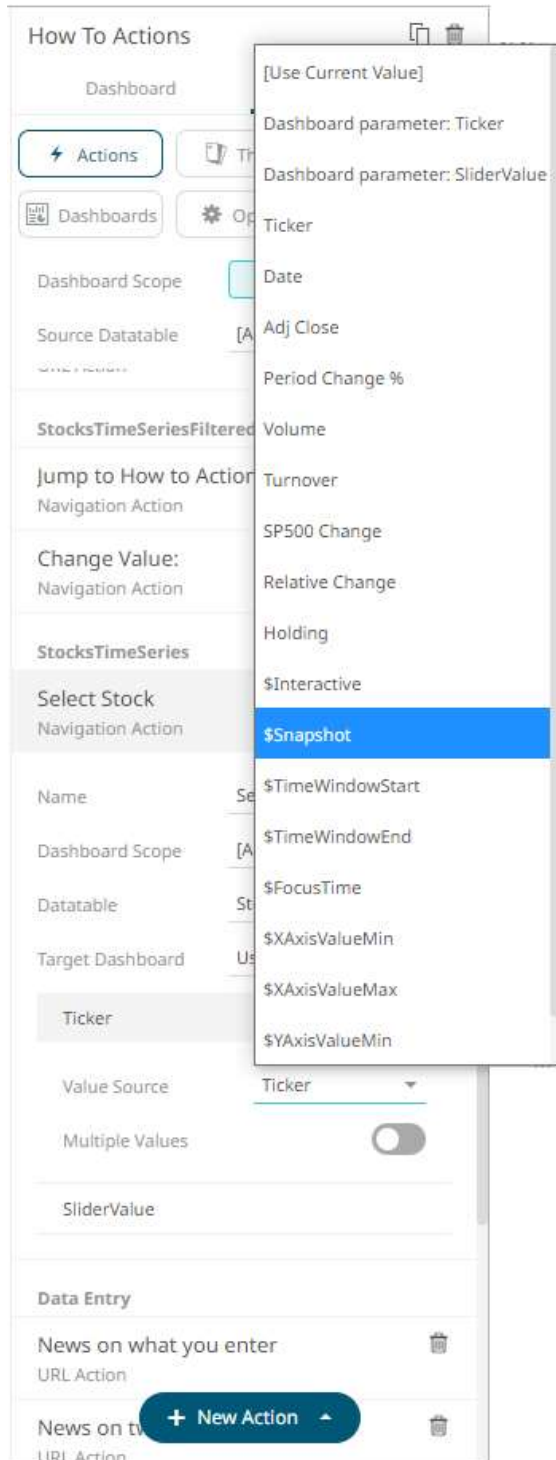 How To Actions
Dashboard
Actions
Th
Dashboards
Op
Dashboard Scope
Source Datatable [A
StocksTimeSeriesFiltered
Jump to How to Action
Navigation Action
Change Value:
Navigation Action
StocksTimeSeries
Select Stock
Navigation Action
Name Se
Dashboard Scope [A
Datatable St
Target Dashboard Us
Ticker
Value Source Ticker
Multiple Values
SliderValue
Data Entry
News on what you enter
URL Action
News on tw
URL Action
+ New Action
[Use Current Value]
Dashboard parameter: Ticker
Dashboard parameter: SliderValue
Ticker
Date
Adj Close
Period Change %
Volume
Turnover
SP500 Change
Relative Change
Holding
$Interactive
$Snapshot
$TimeWindowStart
$TimeWindowEnd
$FocusTime
$XAxisValueMin
$XAxisValueMax
$YAxisValueMin